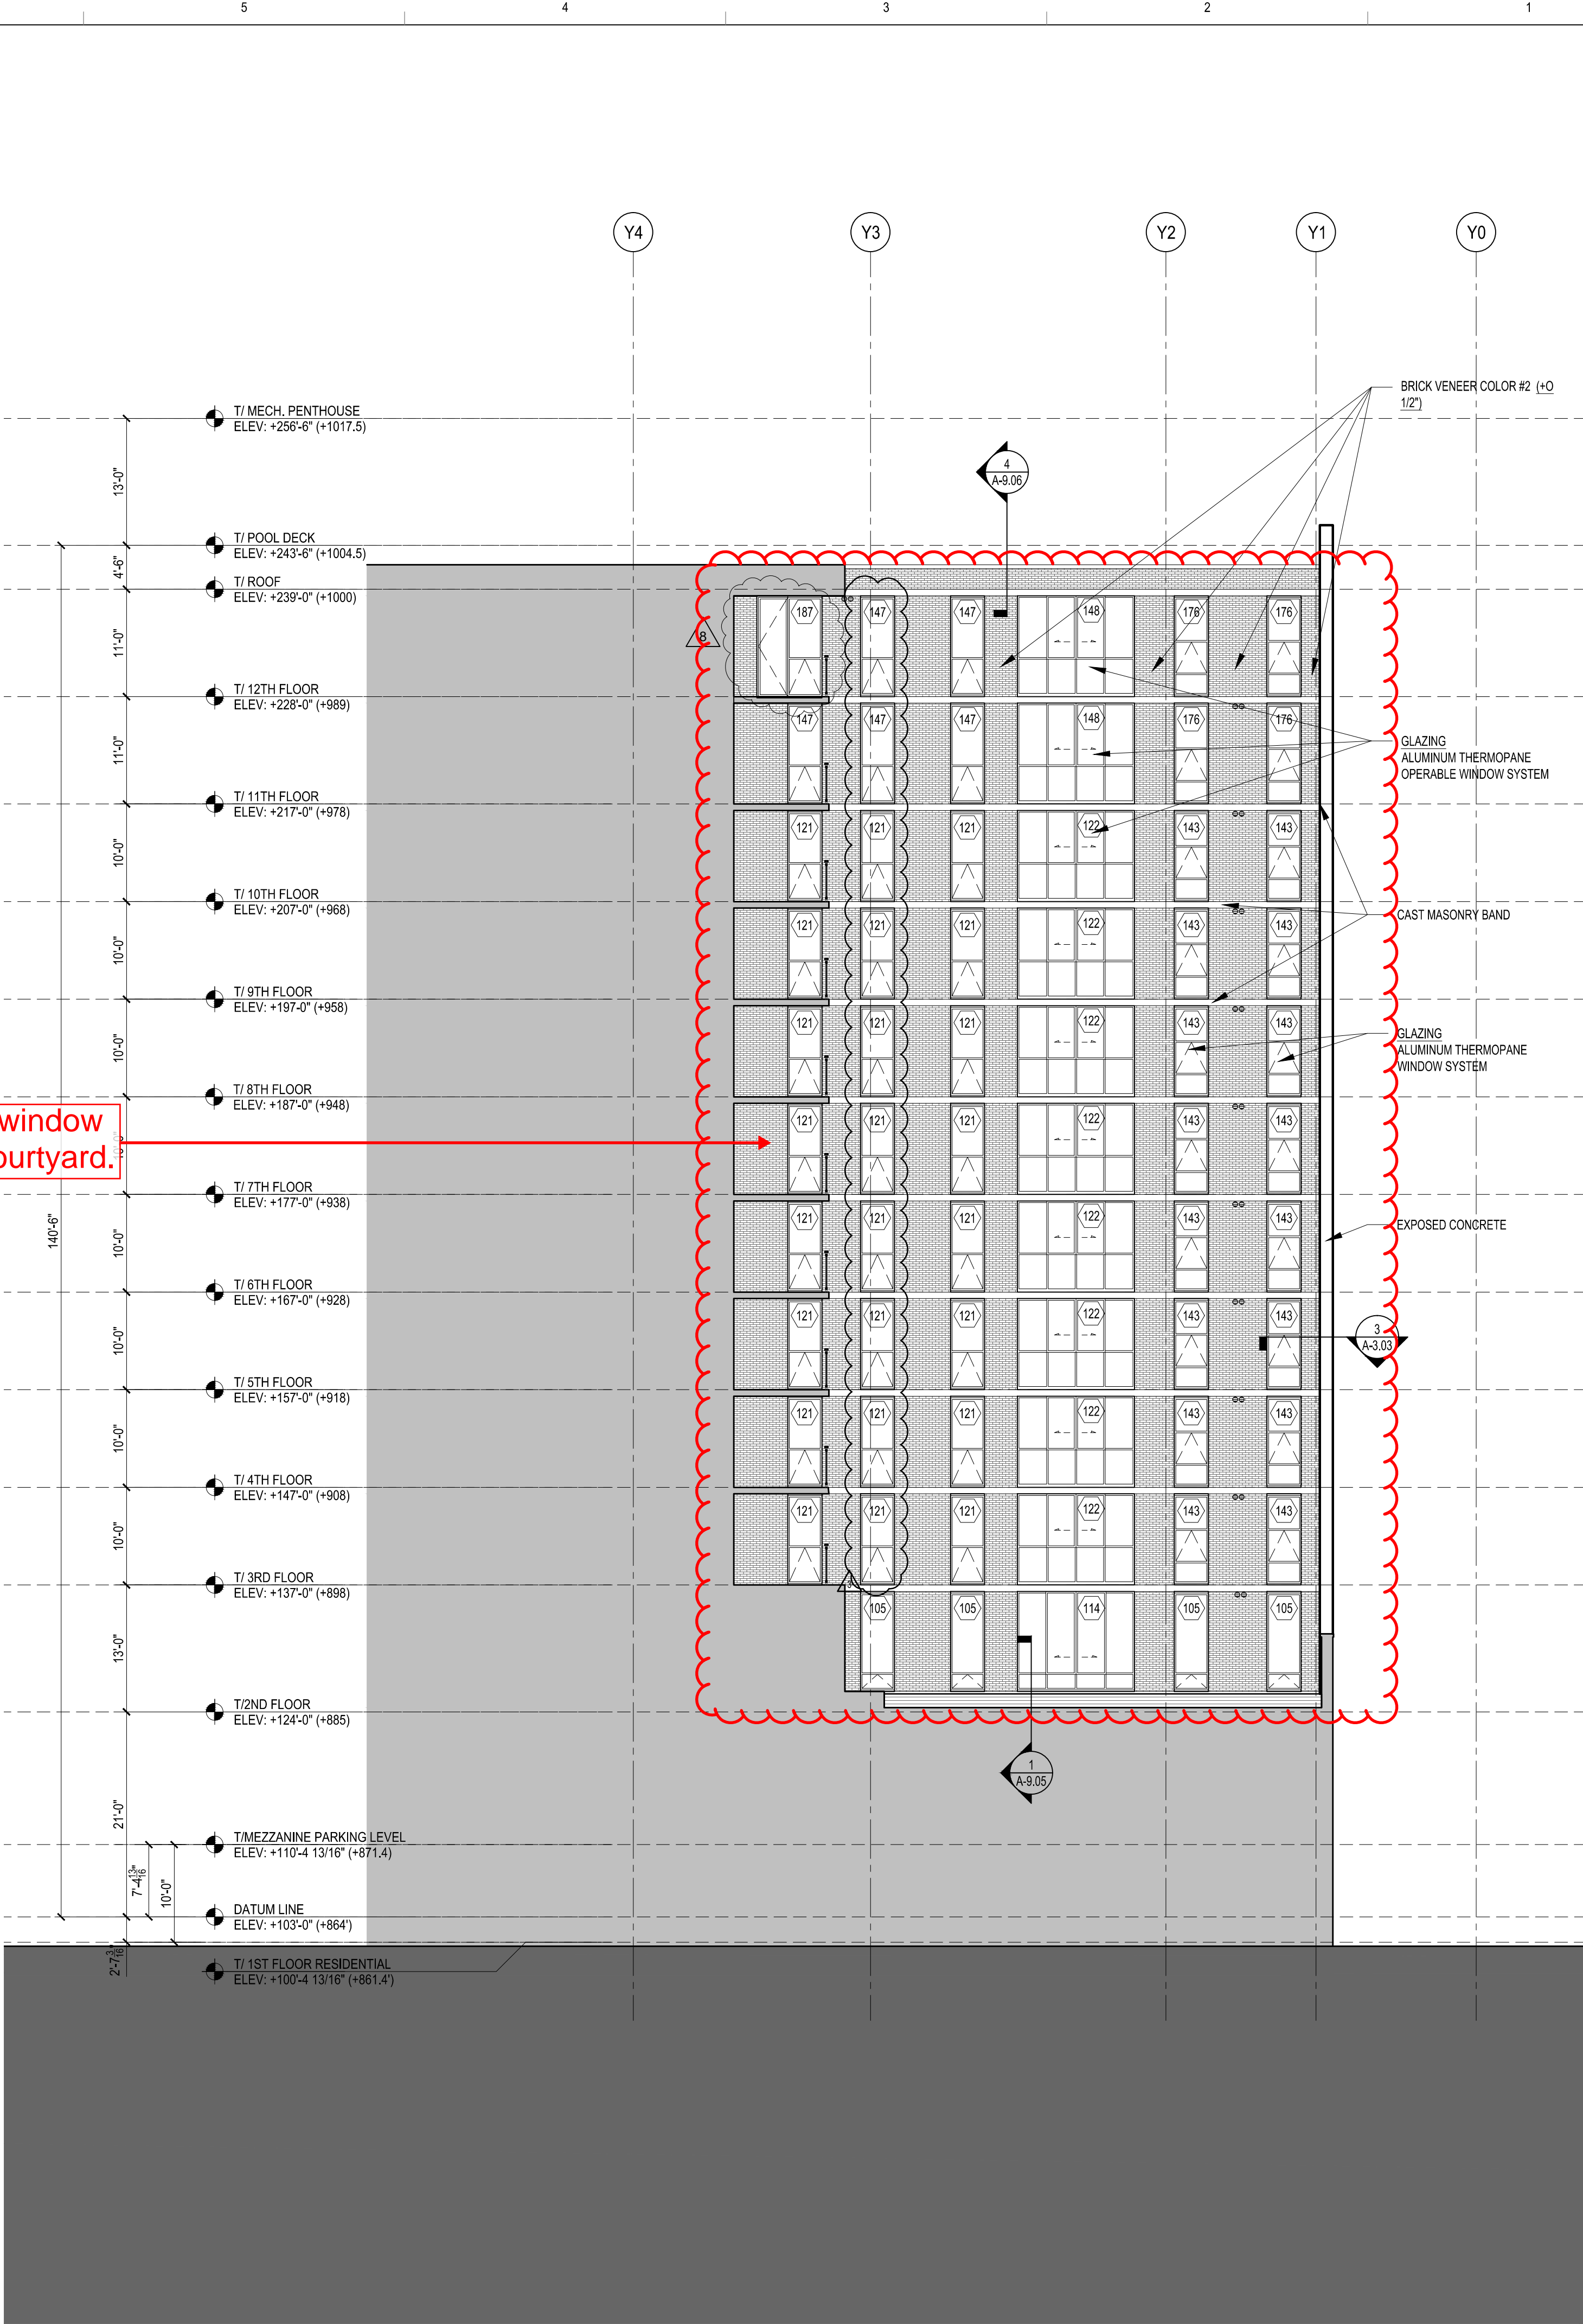 5 4 3 2 1
Y4 Y3 Y2 Y1 Y0
BRICK VENEER COLOR #2 (+O
1/2")
T/ MECH. PENTHOUSE
ELEV: +256'-6" (+1017.5)
13'-0"
4
A-9.06
T/ POOL DECK
ELEV: +243'-6" (+1004.5)
4'-6"
T/ ROOF
ELEV: +239'-0" (+1000)
187 147 147 148 176 176
8
11'-0"
T/ 12TH FLOOR
ELEV: +228'-0" (+989)
147 147 147 148 176 176
11'-0"
GLAZING
ALUMINUM THERMOPANE
OPERABLE WINDOW SYSTEM
T/ 11TH FLOOR
ELEV: +217'-0" (+978)
121 121 121 122 143 143
10'-0"
T/ 10TH FLOOR
ELEV: +207'-0" (+968)
CAST MASONRY BAND
121 121 121 122 143 143
10'-0"
T/ 9TH FLOOR
ELEV: +197-0" (+958)
121 121 121 122 143 143
10'-0"
GLAZING
ALUMINUM THERMOPANE
WINDOW SYSTEM
T/ 8TH FLOOR
ELEV: +187'-0" (+948)
window
ourtyard.
121 121 121 122 143 143
T/ 7TH FLOOR
ELEV: +177'-0" (+938)
140'-6"
10'-0"
121 121 121 122 143 143
EXPOSED CONCRETE
T/ 6TH FLOOR
ELEV: +167'-0" (+928)
121 121 121 122 143 143
10'-0"
3
A-3.03
T/ 5TH FLOOR
ELEV: +157'-0" (+918)
121 121 121 122 143 143
10'-0"
T/ 4TH FLOOR
ELEV: +147'-0" (+908)
121 121 121 122 143 143
10'-0"
T/ 3RD FLOOR
ELEV: +137'-0" (+898)
105 105 114 105 105
13'-0"
T/2ND FLOOR
ELEV: +124'-0" (+885)
1
A-9.05
21'-0"
T/MEZZANINE PARKING LEVEL
ELEV: +110'-4 13/16" (+871.4)
7'-4 13/16"
10'-0"
DATUM LINE
ELEV: +103'-0" (+864')
2'-7 3/16"
T/ 1ST FLOOR RESIDENTIAL
ELEV: +100'-4 13/16" (+861.4')